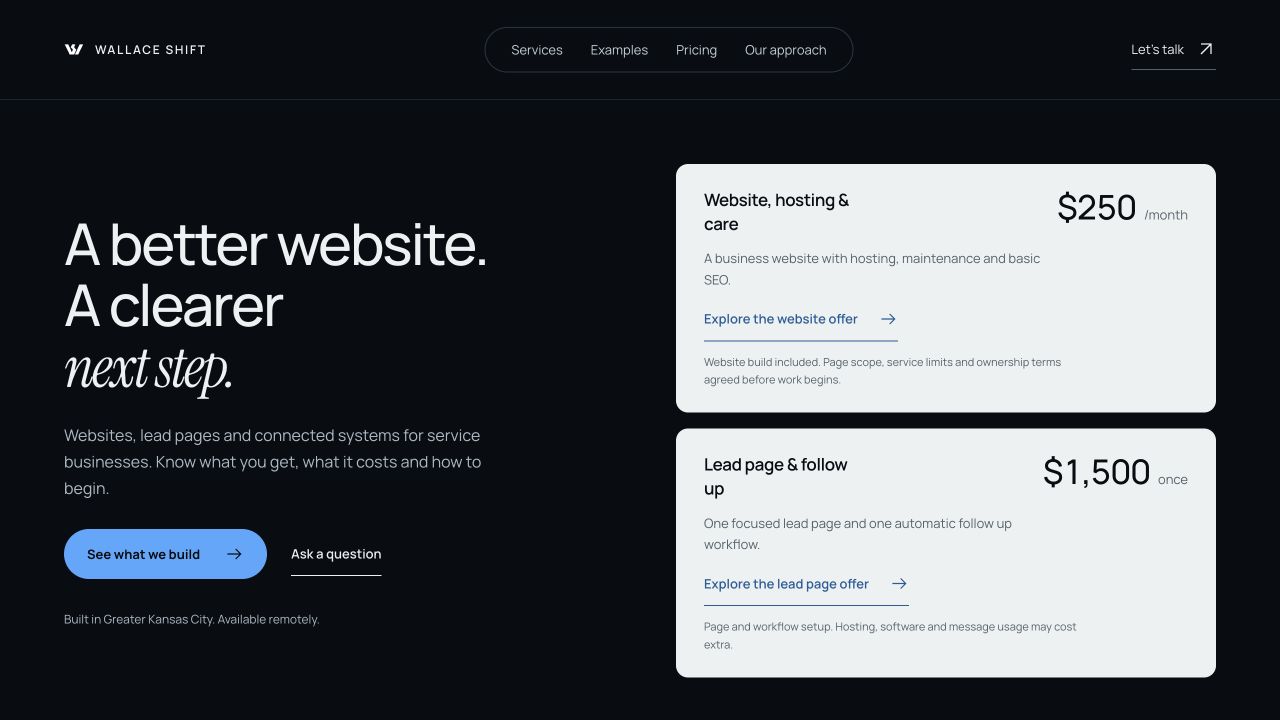 WALLACE SHIFT
Services
Examples
Pricing
Our approach
Let's talk
A better website.
A clearer
next step.
Websites, lead pages and connected systems for service
businesses. Know what you get, what it costs and how to
begin.
See what we build
Ask a question
Built in Greater Kansas City. Available remotely.
Website, hosting &
care
$250 /month
A business website with hosting, maintenance and basic
SEO.
Explore the website offer
Website build included. Page scope, service limits and ownership terms
agreed before work begins.
Lead page & follow
up
$1,500 once
One focused lead page and one automatic follow up
workflow.
Explore the lead page offer
Page and workflow setup. Hosting, software and message usage may cost
extra.